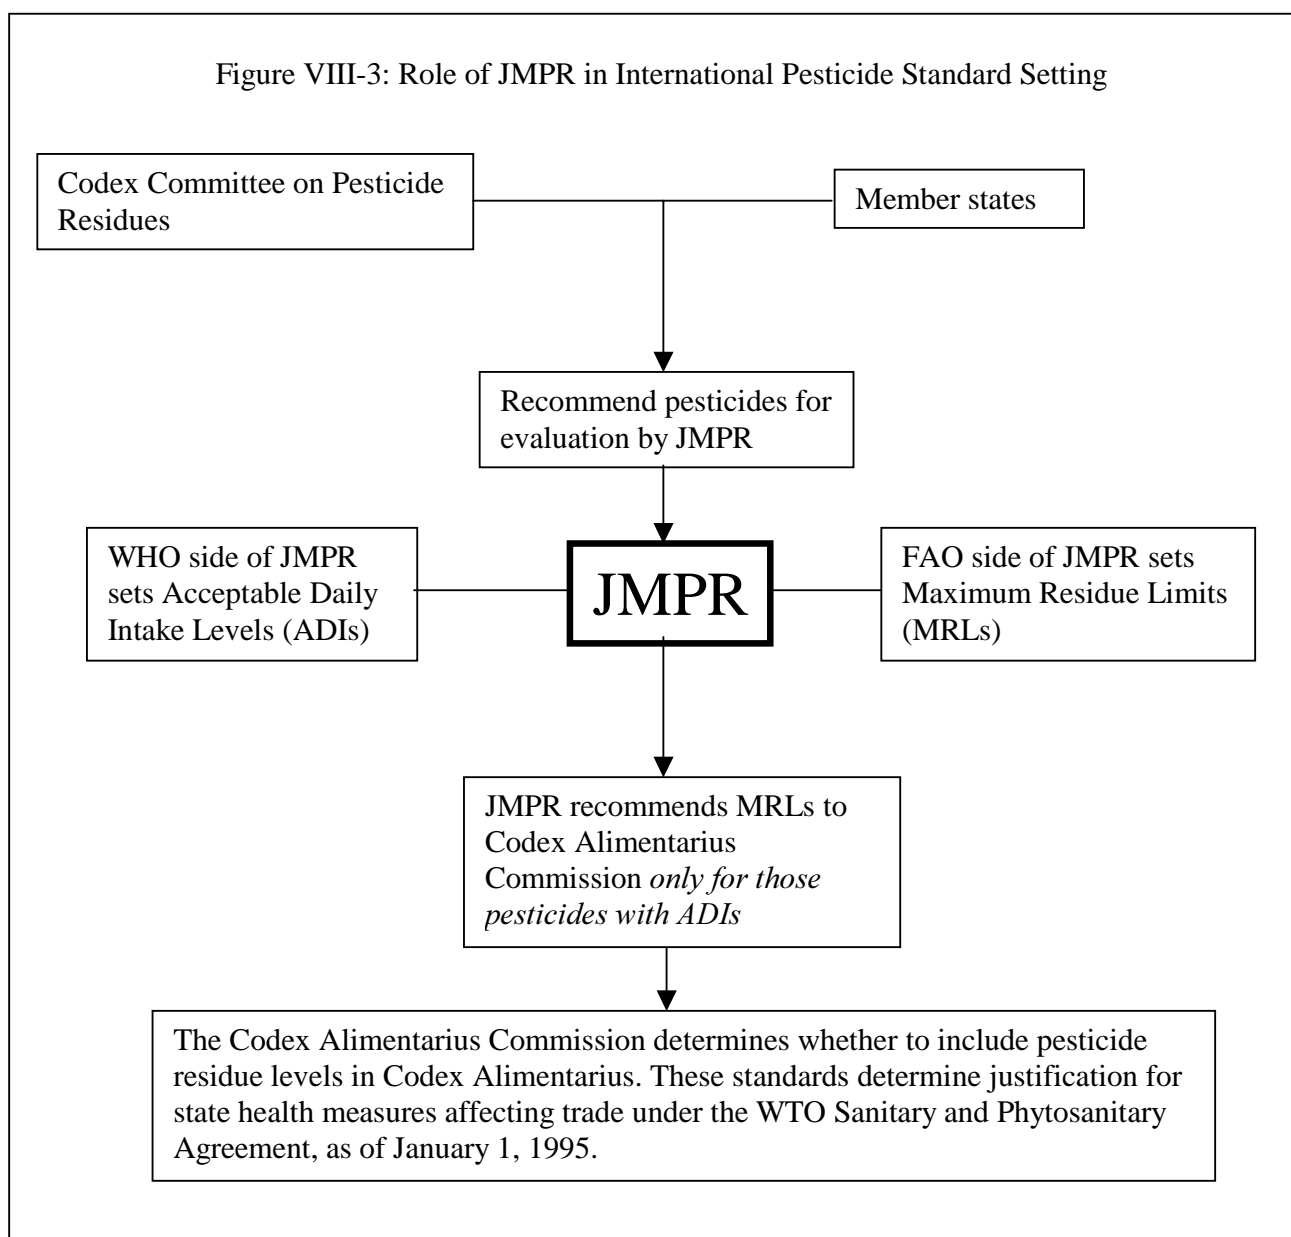 Figure VIII-3: Role of JMPR in International Pesticide Standard Setting
Codex Committee on Pesticide
Residues
Member states
Recommend pesticides for
evaluation by JMPR
WHO side of JMPR
sets Acceptable Daily
Intake Levels (ADIs)
JMPR
FAO side of JMPR sets
Maximum Residue Limits
(MRLs)
JMPR recommends MRLs to
Codex Alimentarius
Commission only for those
pesticides with ADIs
The Codex Alimentarius Commission determines whether to include pesticide
residue levels in Codex Alimentarius. These standards determine justification for
state health measures affecting trade under the WTO Sanitary and Phytosanitary
Agreement, as of January 1, 1995.